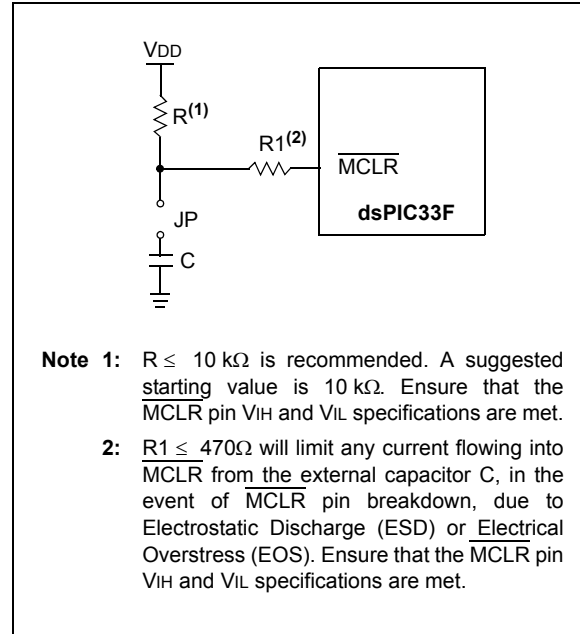 VDD
R(1)
R1(2)
MCLR
dsPIC33F
JP
C
Note 1: R ≤ 10 kΩ is recommended. A suggested
starting value is 10 kΩ. Ensure that the
MCLR pin VIH and VIL specifications are met.
2: R1 ≤ 470Ω will limit any current flowing into
MCLR from the external capacitor C, in the
event of MCLR pin breakdown, due to
Electrostatic Discharge (ESD) or Electrical
Overstress (EOS). Ensure that the MCLR pin
VIH and VIL specifications are met.